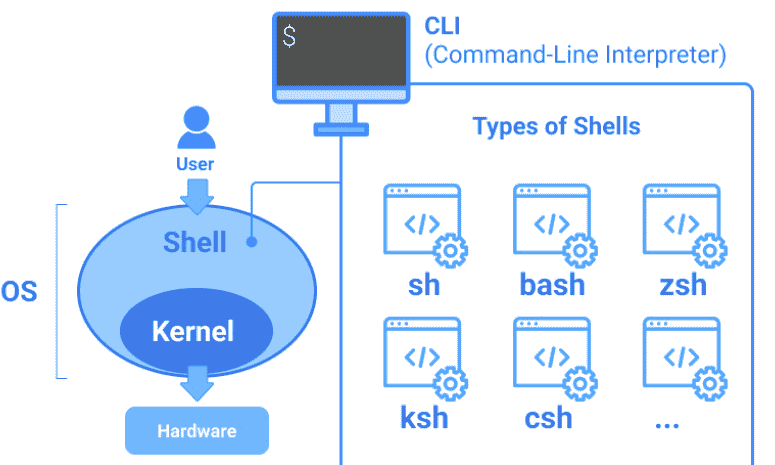 $
CLI
(Command-Line Interpreter)
Types of Shells
User
Shell
OS
Kernel
Hardware
sh
bash
zsh
ksh
csh
...